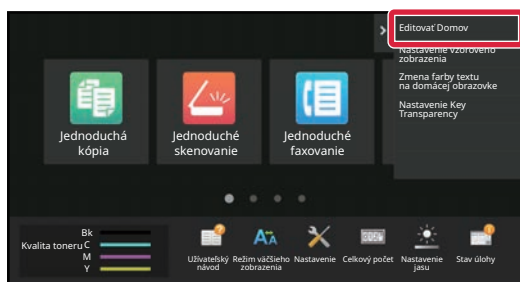 Editovať Domov
Nastavenie vzorového
zobrazenia
Zmena farby textu
na domácej obrazovke
Nastavenie Key
Transparency
Jednoduchá
kópia
Jednoduché
skenovanie
Jednoduché
faxovanie
Kvalita toneru
Bk
C
M
Y
Užívateľský
návod
Režim väčšieho
zobrazenia
Nastavenie
Celkový počet
Nastavenie
jasu
Stav úlohy